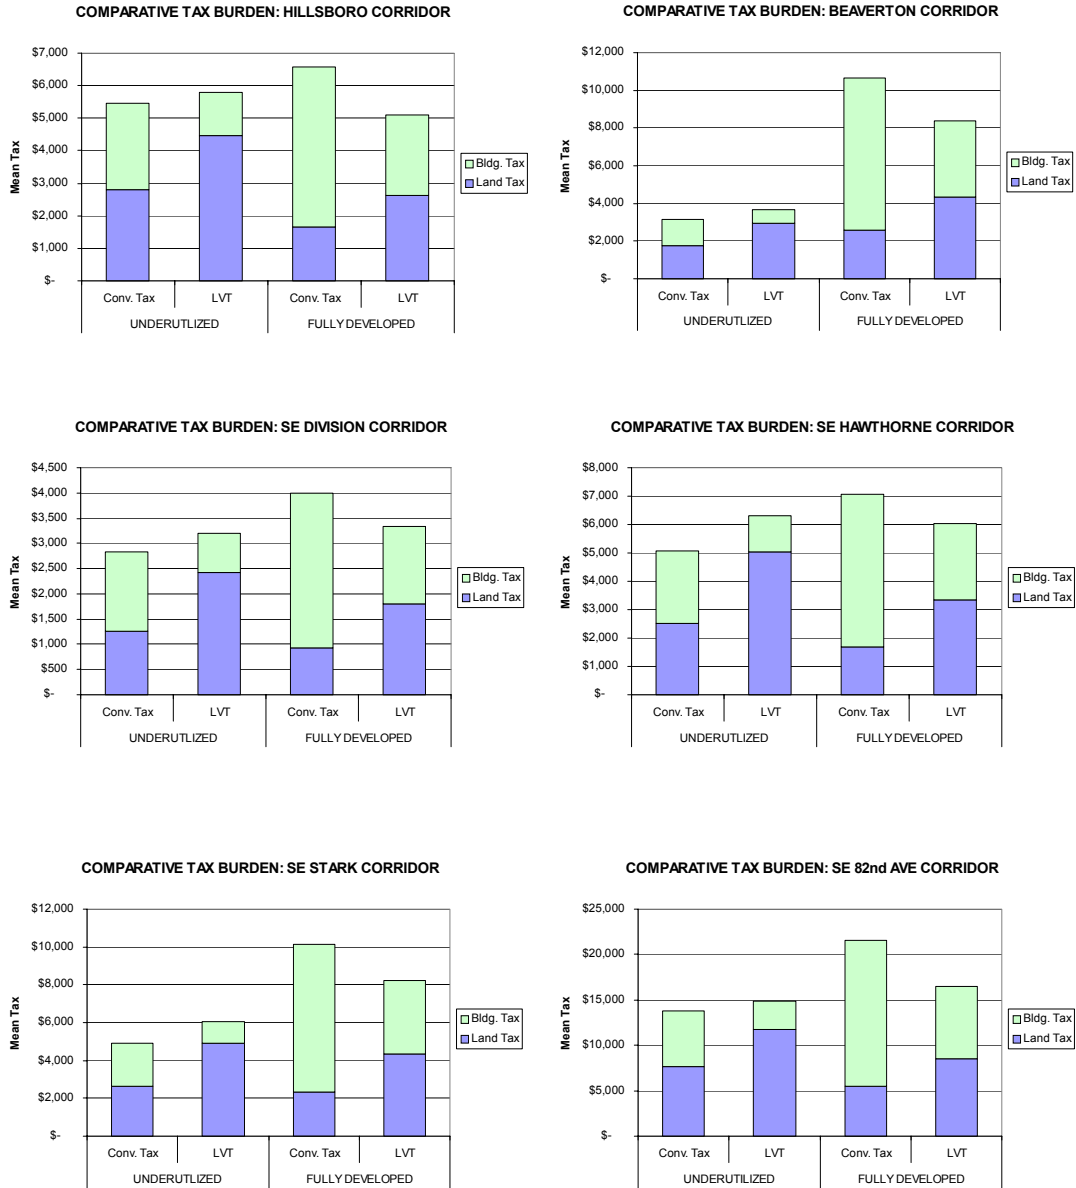 COMPARATIVE TAX BURDEN: HILLSBORO CORRIDOR
$7,000
$6,000
$5,000
$4,000
$3,000
$2,000
$1,000
$-
Mean Tax
Conv. Tax LVT Conv. Tax LVT
UNDERUTLIZED FULLY DEVELOPED
Bldg. Tax
Land Tax
COMPARATIVE TAX BURDEN: BEAVERTON CORRIDOR
$12,000
$10,000
$8,000
$6,000
$4,000
$2,000
$-
Mean Tax
Conv. Tax LVT Conv. Tax LVT
UNDERUTLIZED FULLY DEVELOPED
Bldg. Tax
Land Tax
COMPARATIVE TAX BURDEN: SE DIVISION CORRIDOR
$4,500
$4,000
$3,500
$3,000
$2,500
$2,000
$1,500
$1,000
$500
$-
Mean Tax
Conv. Tax LVT Conv. Tax LVT
UNDERUTLIZED FULLY DEVELOPED
Bldg. Tax
Land Tax
COMPARATIVE TAX BURDEN: SE HAWTHORNE CORRIDOR
$8,000
$7,000
$6,000
$5,000
$4,000
$3,000
$2,000
$1,000
$-
Mean Tax
Conv. Tax LVT Conv. Tax LVT
UNDERUTLIZED FULLY DEVELOPED
Bldg. Tax
Land Tax
COMPARATIVE TAX BURDEN: SE STARK CORRIDOR
$12,000
$10,000
$8,000
$6,000
$4,000
$2,000
$-
Mean Tax
Conv. Tax LVT Conv. Tax LVT
UNDERUTLIZED FULLY DEVELOPED
Bldg. Tax
Land Tax
COMPARATIVE TAX BURDEN: SE 82nd AVE CORRIDOR
$25,000
$20,000
$15,000
$10,000
$5,000
$-
Mean Tax
Conv. Tax LVT Conv. Tax LVT
UNDERUTLIZED FULLY DEVELOPED
Bldg. Tax
Land Tax